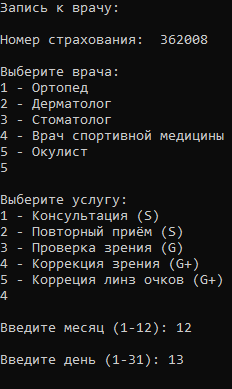 Запись к врачу:
Номер страхования:  362008
Выберите врача:
1 - Ортопед
2 - Дерматолог
3 - Стоматолог
4 - Врач спортивной медицины
5 - Окулист
5
Выберите услугу:
1 - Консультация (S)
2 - Повторный приём (S)
3 - Проверка зрения (G)
4 - Коррекция зрения (G+)
5 - Корреция линз очков (G+)
4
Введите месяц (1-12): 12
Введите день (1-31): 13